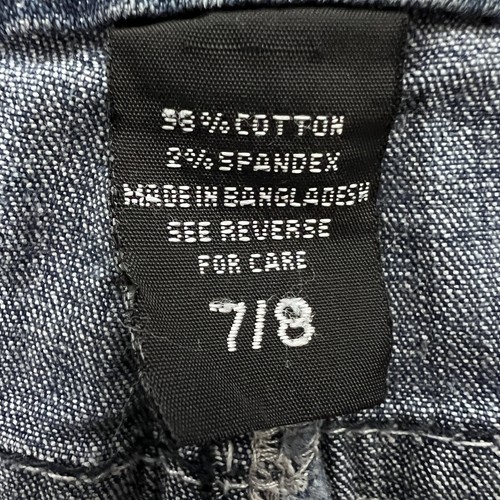 98% COTTON
2% SPANDEX
MADE IN BANGLADESH
SEE REVERSE
FOR CARE
7/8